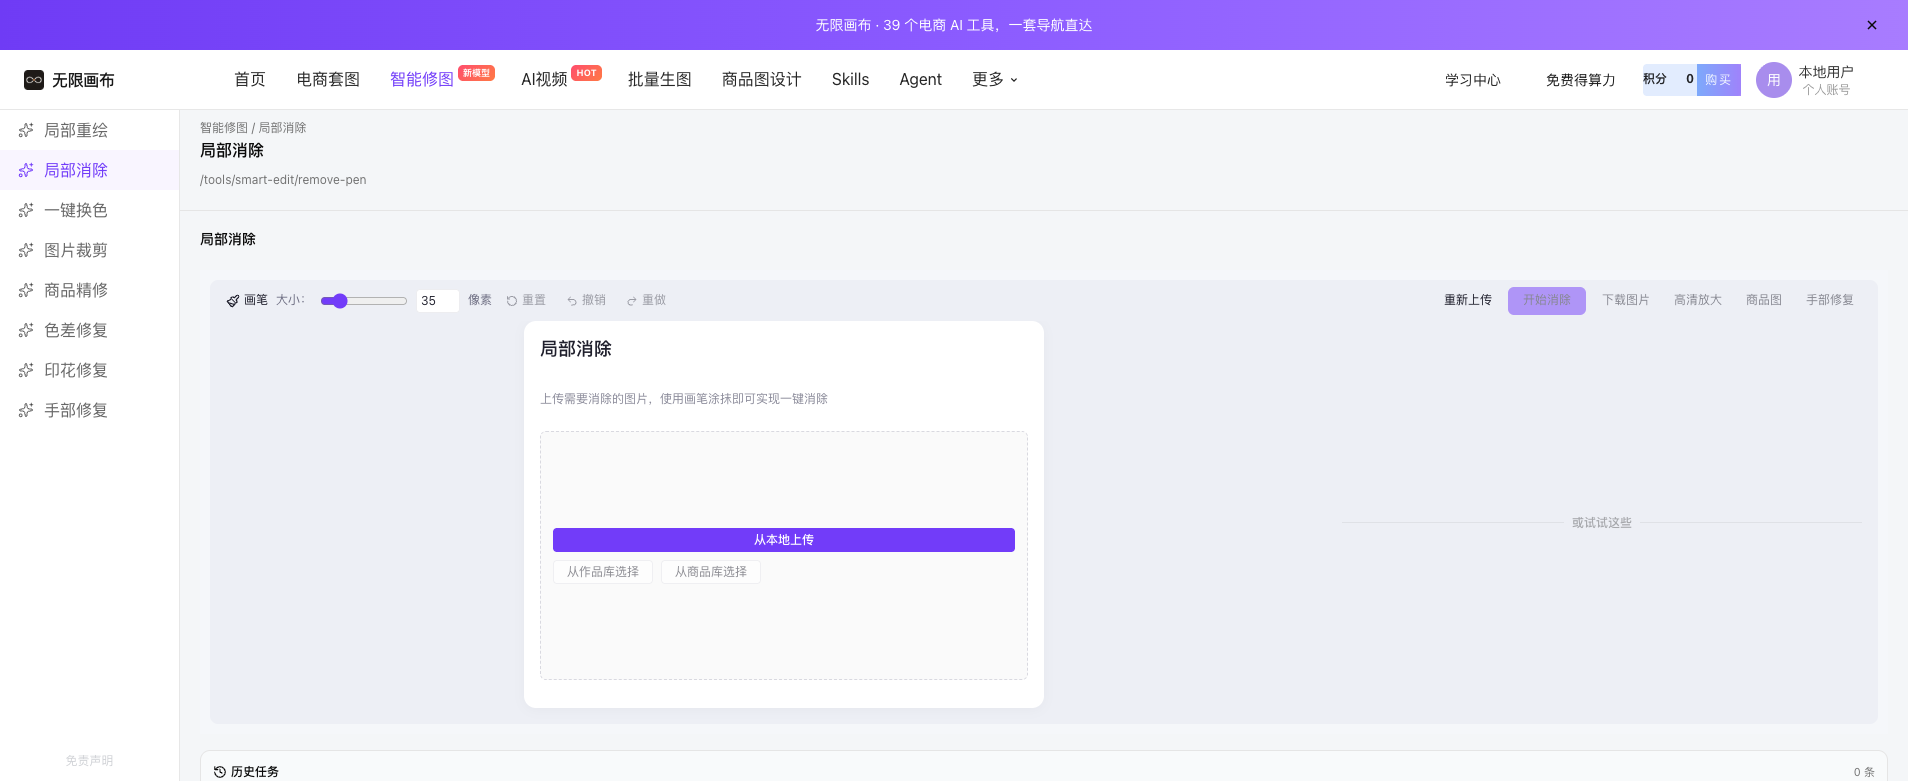 无限画布 · 39 个电商 AI 工具，一套导航直达
无限画布 首页 电商套图 智能修图 新模型 AI视频 HOT 批量生图 商品图设计 Skills Agent 更多 学习中心 免费得算力 积分 0 购买 用 本地用户
个人账号
局部重绘
局部消除
一键换色
图片裁剪
商品精修
色差修复
印花修复
手部修复
免责声明
智能修图 / 局部消除
局部消除
/tools/smart-edit/remove-pen
局部消除
画笔 大小: 35 像素 重置 撤销 重做 重新上传 开始消除 下载图片 高清放大 商品图 手部修复
局部消除
上传需要消除的图片，使用画笔涂抹即可实现一键消除
从本地上传
从作品库选择 从商品库选择
或试试这些
历史任务 0 条